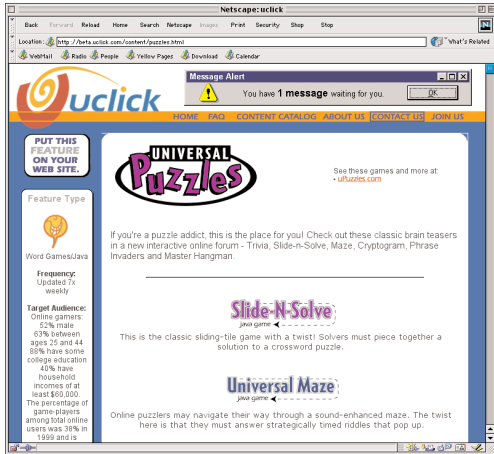 Netscape: uclick
Back Forward Reload Home Search Netscape Images Print Security Shop Stop
Location: http://beta.uclick.com/content/puzzles.html What's Related
WebMail Radio People Yellow Pages Download Calendar
uclick
Message Alert
You have 1 message waiting for you.
OK
HOME FAQ CONTENT CATALOG ABOUT US CONTACT US JOIN US
PUT THIS
FEATURE
ON YOUR
WEB SITE.
Feature Type
Word Games/Java
Frequency:
Updated 7x
weekly
Target Audience:
Online gamers:
52% male
63% between
ages 25 and 44
88% have some
college education
40% have
household
incomes of at
least $60,000.
The percentage of
game-players
among total online
users was 38% in
1999 and is
UNIVERSAL
Puzzles
See these games and more at:
uPuzzles.com
If you're a puzzle addict, this is the place for you! Check out these classic brain teasers
in a new interactive online forum - Trivia, Slide-n-Solve, Maze, Cryptogram, Phrase
Invaders and Master Hangman.
Slide-N-Solve
java game
This is the classic sliding-tile game with a twist! Solvers must piece together a
solution to a crossword puzzle.
Universal Maze
java game
Online puzzlers may navigate their way through a sound-enhanced maze. The twist
here is that they must answer strategically timed riddles that pop up.